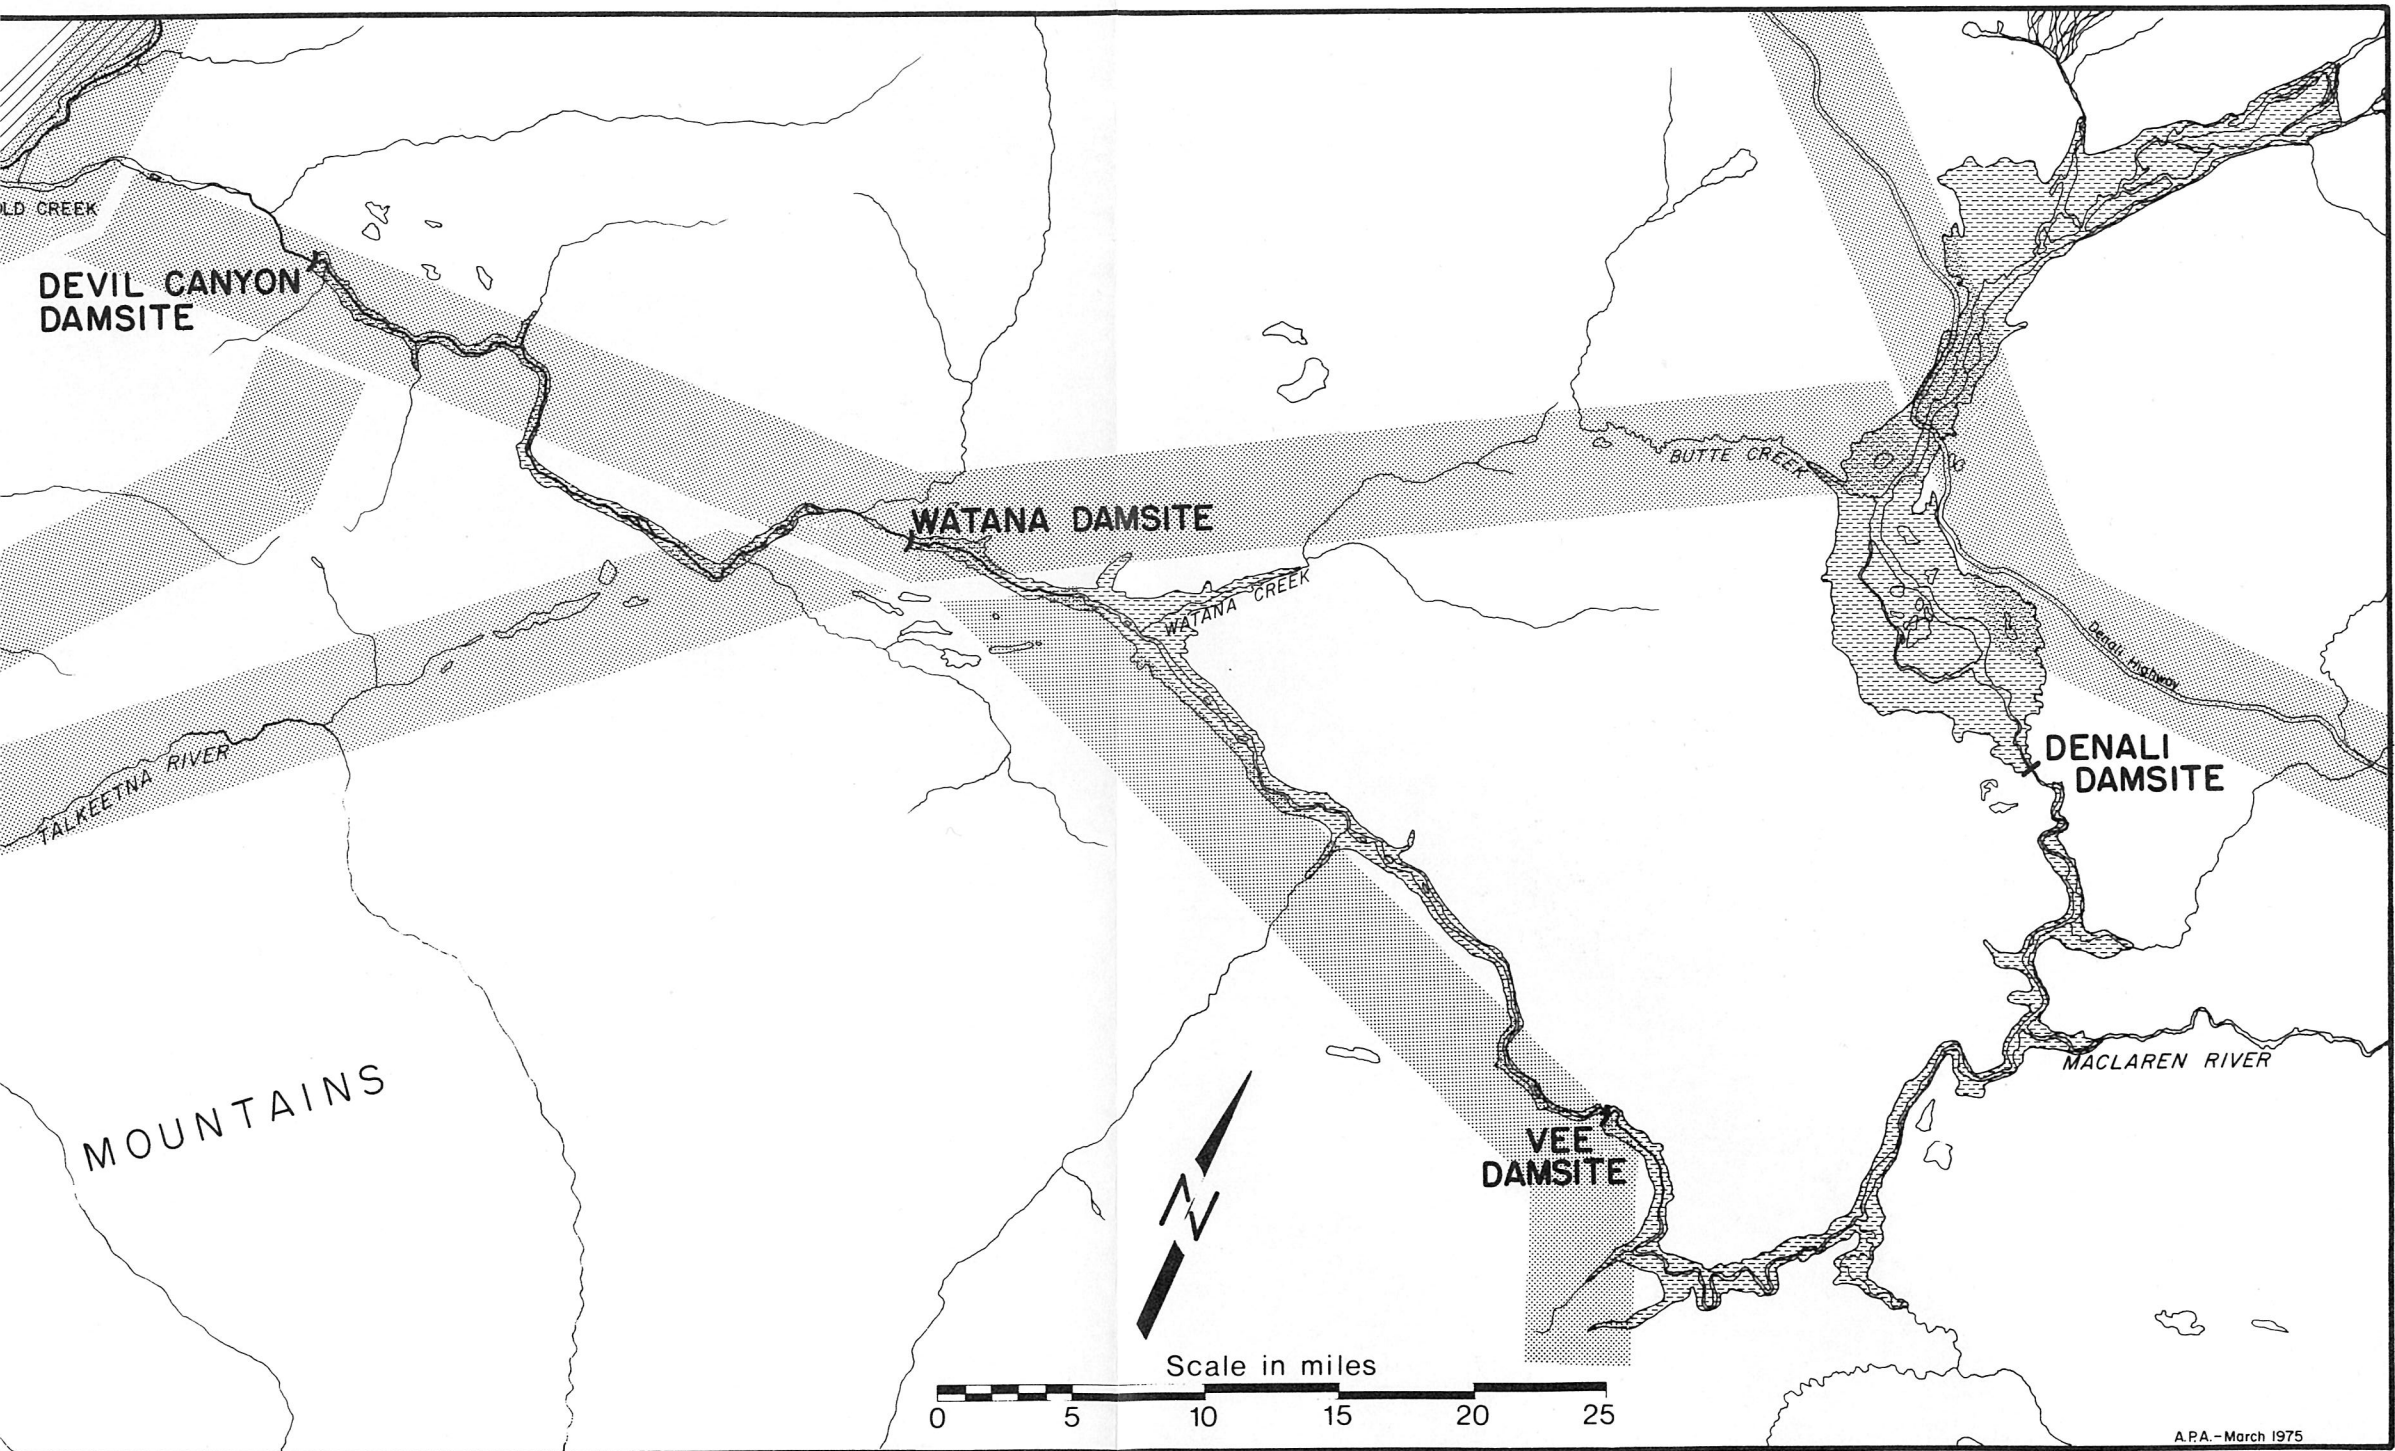 OLD CREEK
DEVIL CANYON
DAMSITE
BUTTE CREEK
WATANA DAMSITE
WATANA CREEK
Denali Highway
TALKEETNA RIVER
DENALI
DAMSITE
MACLAREN RIVER
MOUNTAINS
VEE
DAMSITE
N
Scale in miles
0 5 10 15 20 25
A.P.A.-March 1975